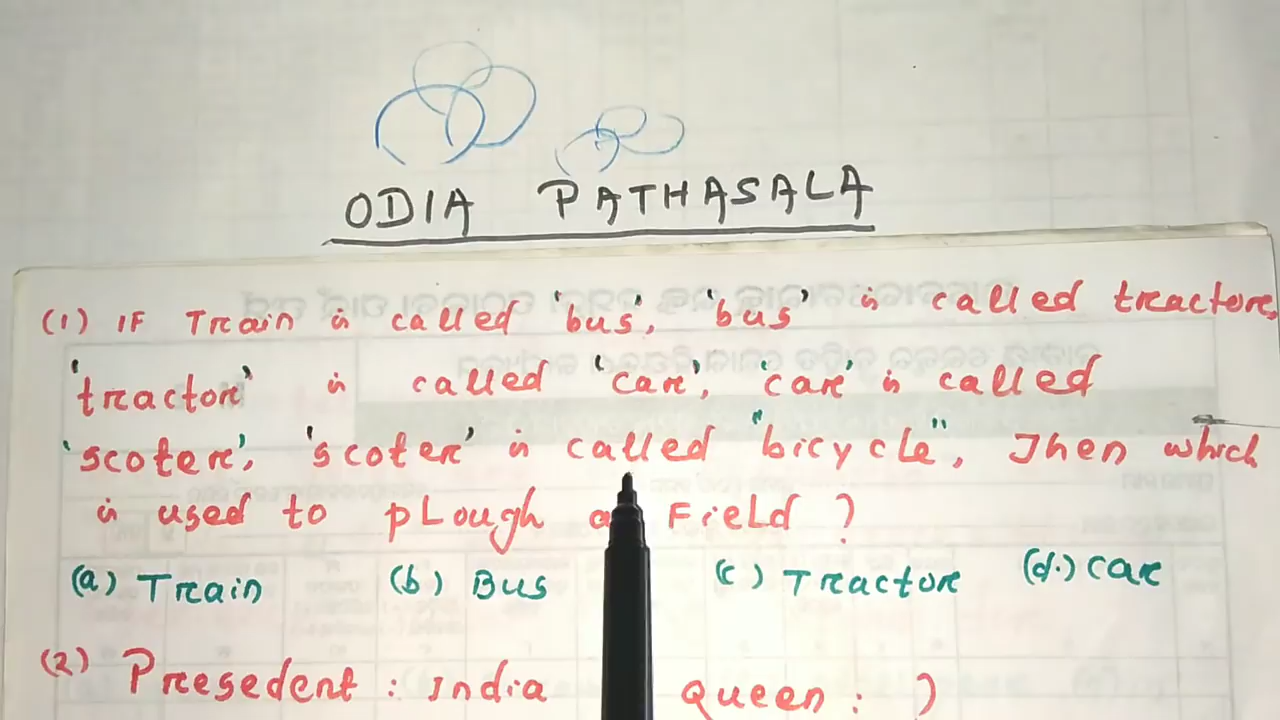 ODIA PATHASALA
(1) IF Train is called 'bus', 'bus' is called tractor,
'tractor' is called 'car', 'car' is called
'scoter', 'scoter' is called "bicycle", Then which
is used to plough a Field ?
(a) Train (b) Bus (c) Tractor (d.) car
(2) Presedent : India Queen : ?